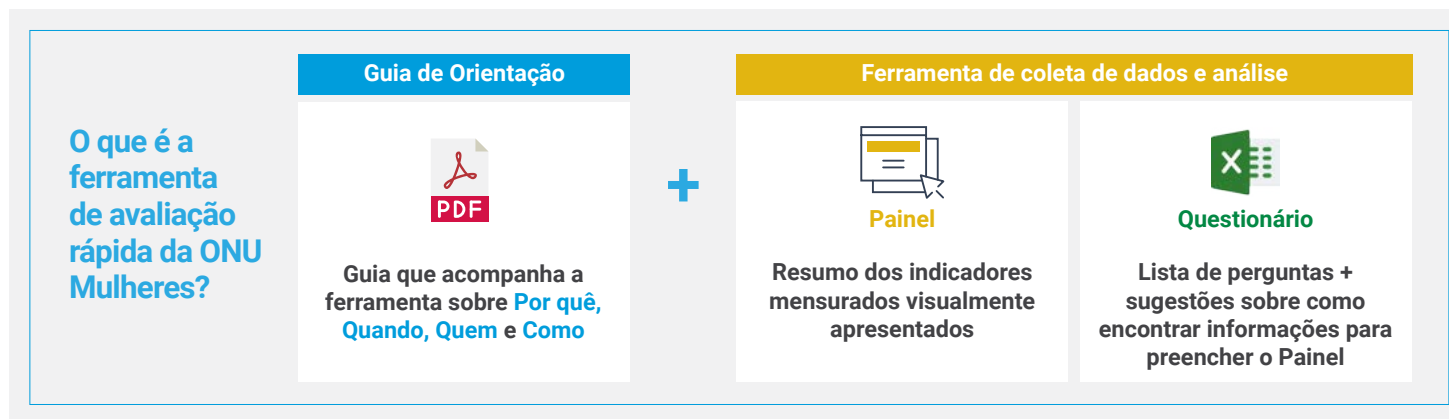 O que é a
ferramenta
de avaliação
rápida da ONU
Mulheres?
Guia de Orientação
PDF
Guia que acompanha a
ferramenta sobre Por quê,
Quando, Quem e Como
+
Ferramenta de coleta de dados e análise
Painel
Resumo dos indicadores
mensurados visualmente
apresentados
X
Questionário
Lista de perguntas +
sugestões sobre como
encontrar informações para
preencher o Painel